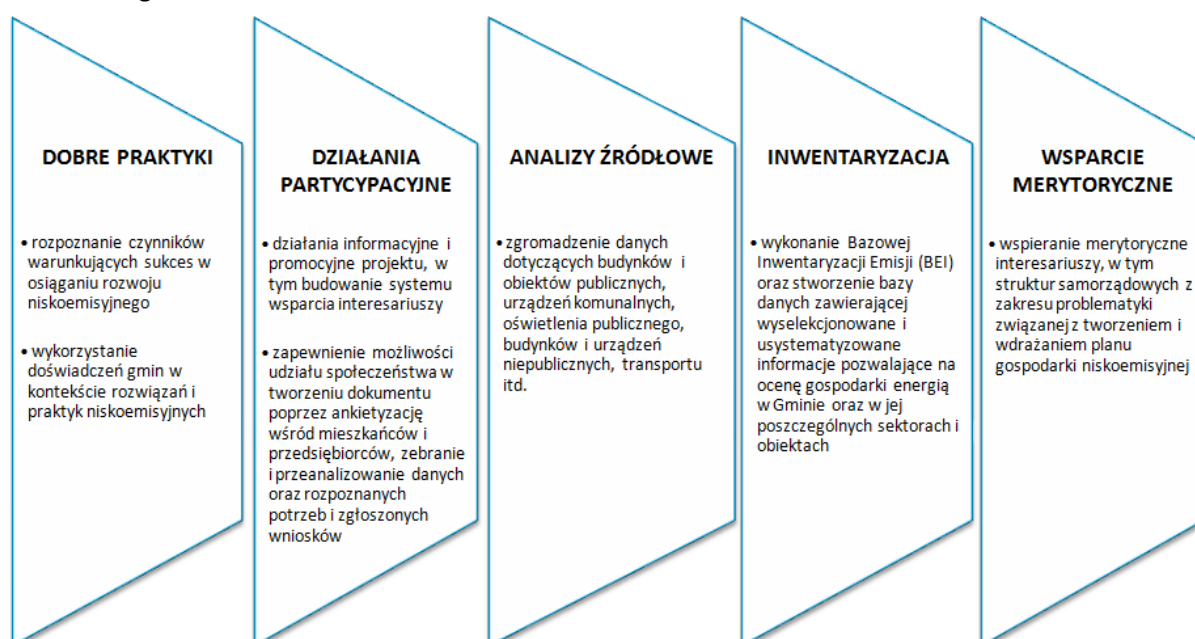 DOBRE PRAKTYKI
• rozpoznanie czynników
warunkujących sukces w
osiąganiu rozwoju
niskoemisyjnego
• wykorzystanie
doświadczeń gmin w
kontekście rozwiązań i
praktyk niskoemisyjnych
DZIAŁANIA
PARTYCYPACYJNE
• działania informacyjne i
promocyjne projektu, w
tym budowanie systemu
wsparcia interesariuszy
• zapewnienie możliwości
udziału społeczeństwa w
tworzeniu dokumentu
poprzez ankietyzację
wśród mieszkańców i
przedsiębiorców, zebranie
i przeanalizowanie danych
oraz rozpoznanych
potrzeb i zgłoszonych
wniosków
ANALIZY ŹRÓDŁOWE
• zgromadzenie danych
dotyczących budynków i
obiektów publicznych,
urządzeń komunalnych,
oświetlenia publicznego,
budynków i urządzeń
niepublicznych, transportu
itd.
INWENTARYZACJA
• wykonanie Bazowej
Inwentaryzacji Emisji (BEI)
oraz stworzenie bazy
danych zawierającej
wyselekcjonowane i
usystematyzowane
informacje pozwalające na
ocenę gospodarki energią
w Gminie oraz w jej
poszczególnych sektorach i
obiektach
WSPARCIE
MERYTORYCZNE
• wspieranie merytoryczne
interesariuszy, w tym
struktur samorządowych z
zakresu problematyki
związanej z tworzeniem i
wdrażaniem planu
gospodarki niskoemisyjnej